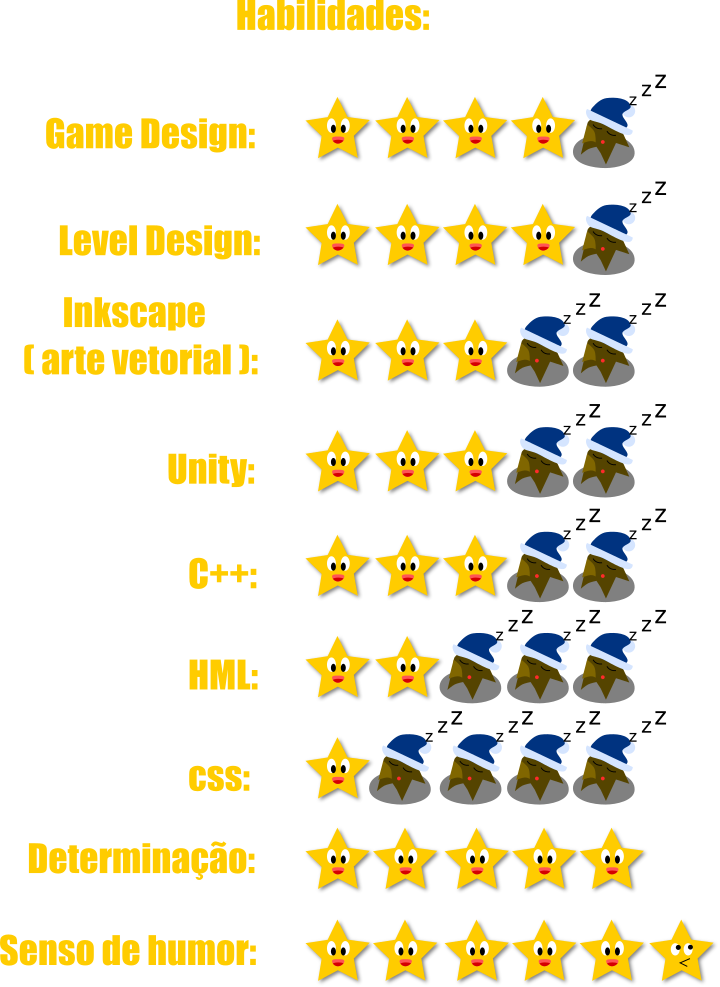 Habilidades:
z z z
Game Design:
z z z
Level Design:
z z z z z z
Inkscape
( arte vetorial ):
z z z z z z
Unity:
z z z z z z
C++:
z z z z z z z z z
HML:
z z z z z z z z z z z z
css:
Determinação:
Senso de humor: